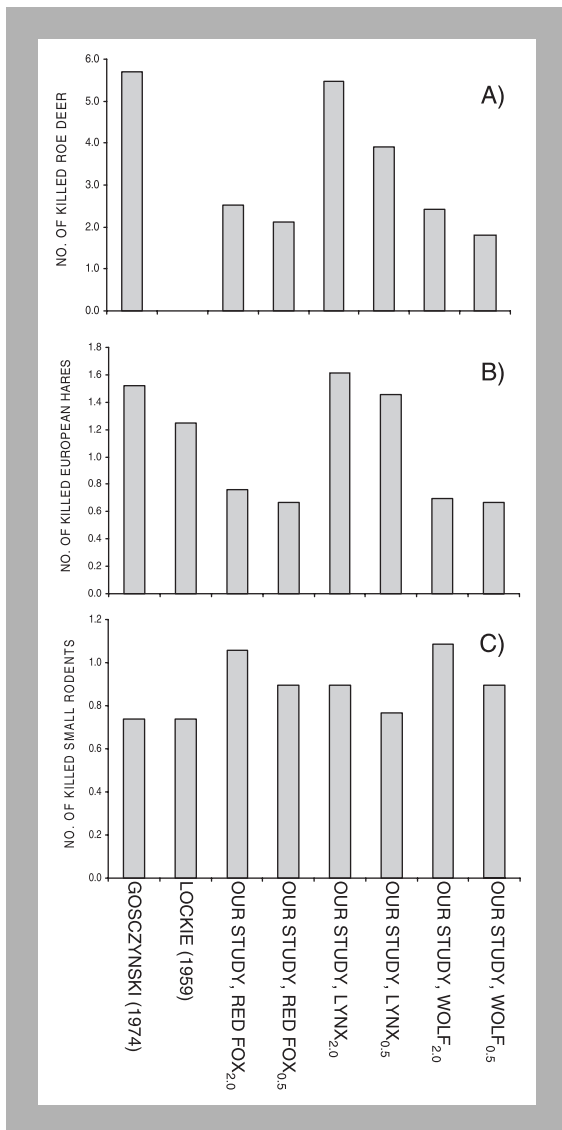 A)
NO. OF KILLED ROE DEER
6.0
5.0
4.0
3.0
2.0
1.0
0.0
B)
NO. OF KILLED EUROPEAN HARES
1.8
1.6
1.4
1.2
1.0
0.8
0.6
0.4
0.2
0.0
C)
NO. OF KILLED SMALL RODENTS
1.2
1.0
0.8
0.6
0.4
0.2
0.0
GOSCZYNSKI (1974)
LOCKIE (1959)
OUR STUDY, RED FOX2.0
OUR STUDY, RED FOX0.5
OUR STUDY, LYNX2.0
OUR STUDY, LYNX0.5
OUR STUDY, WOLF2.0
OUR STUDY, WOLF0.5